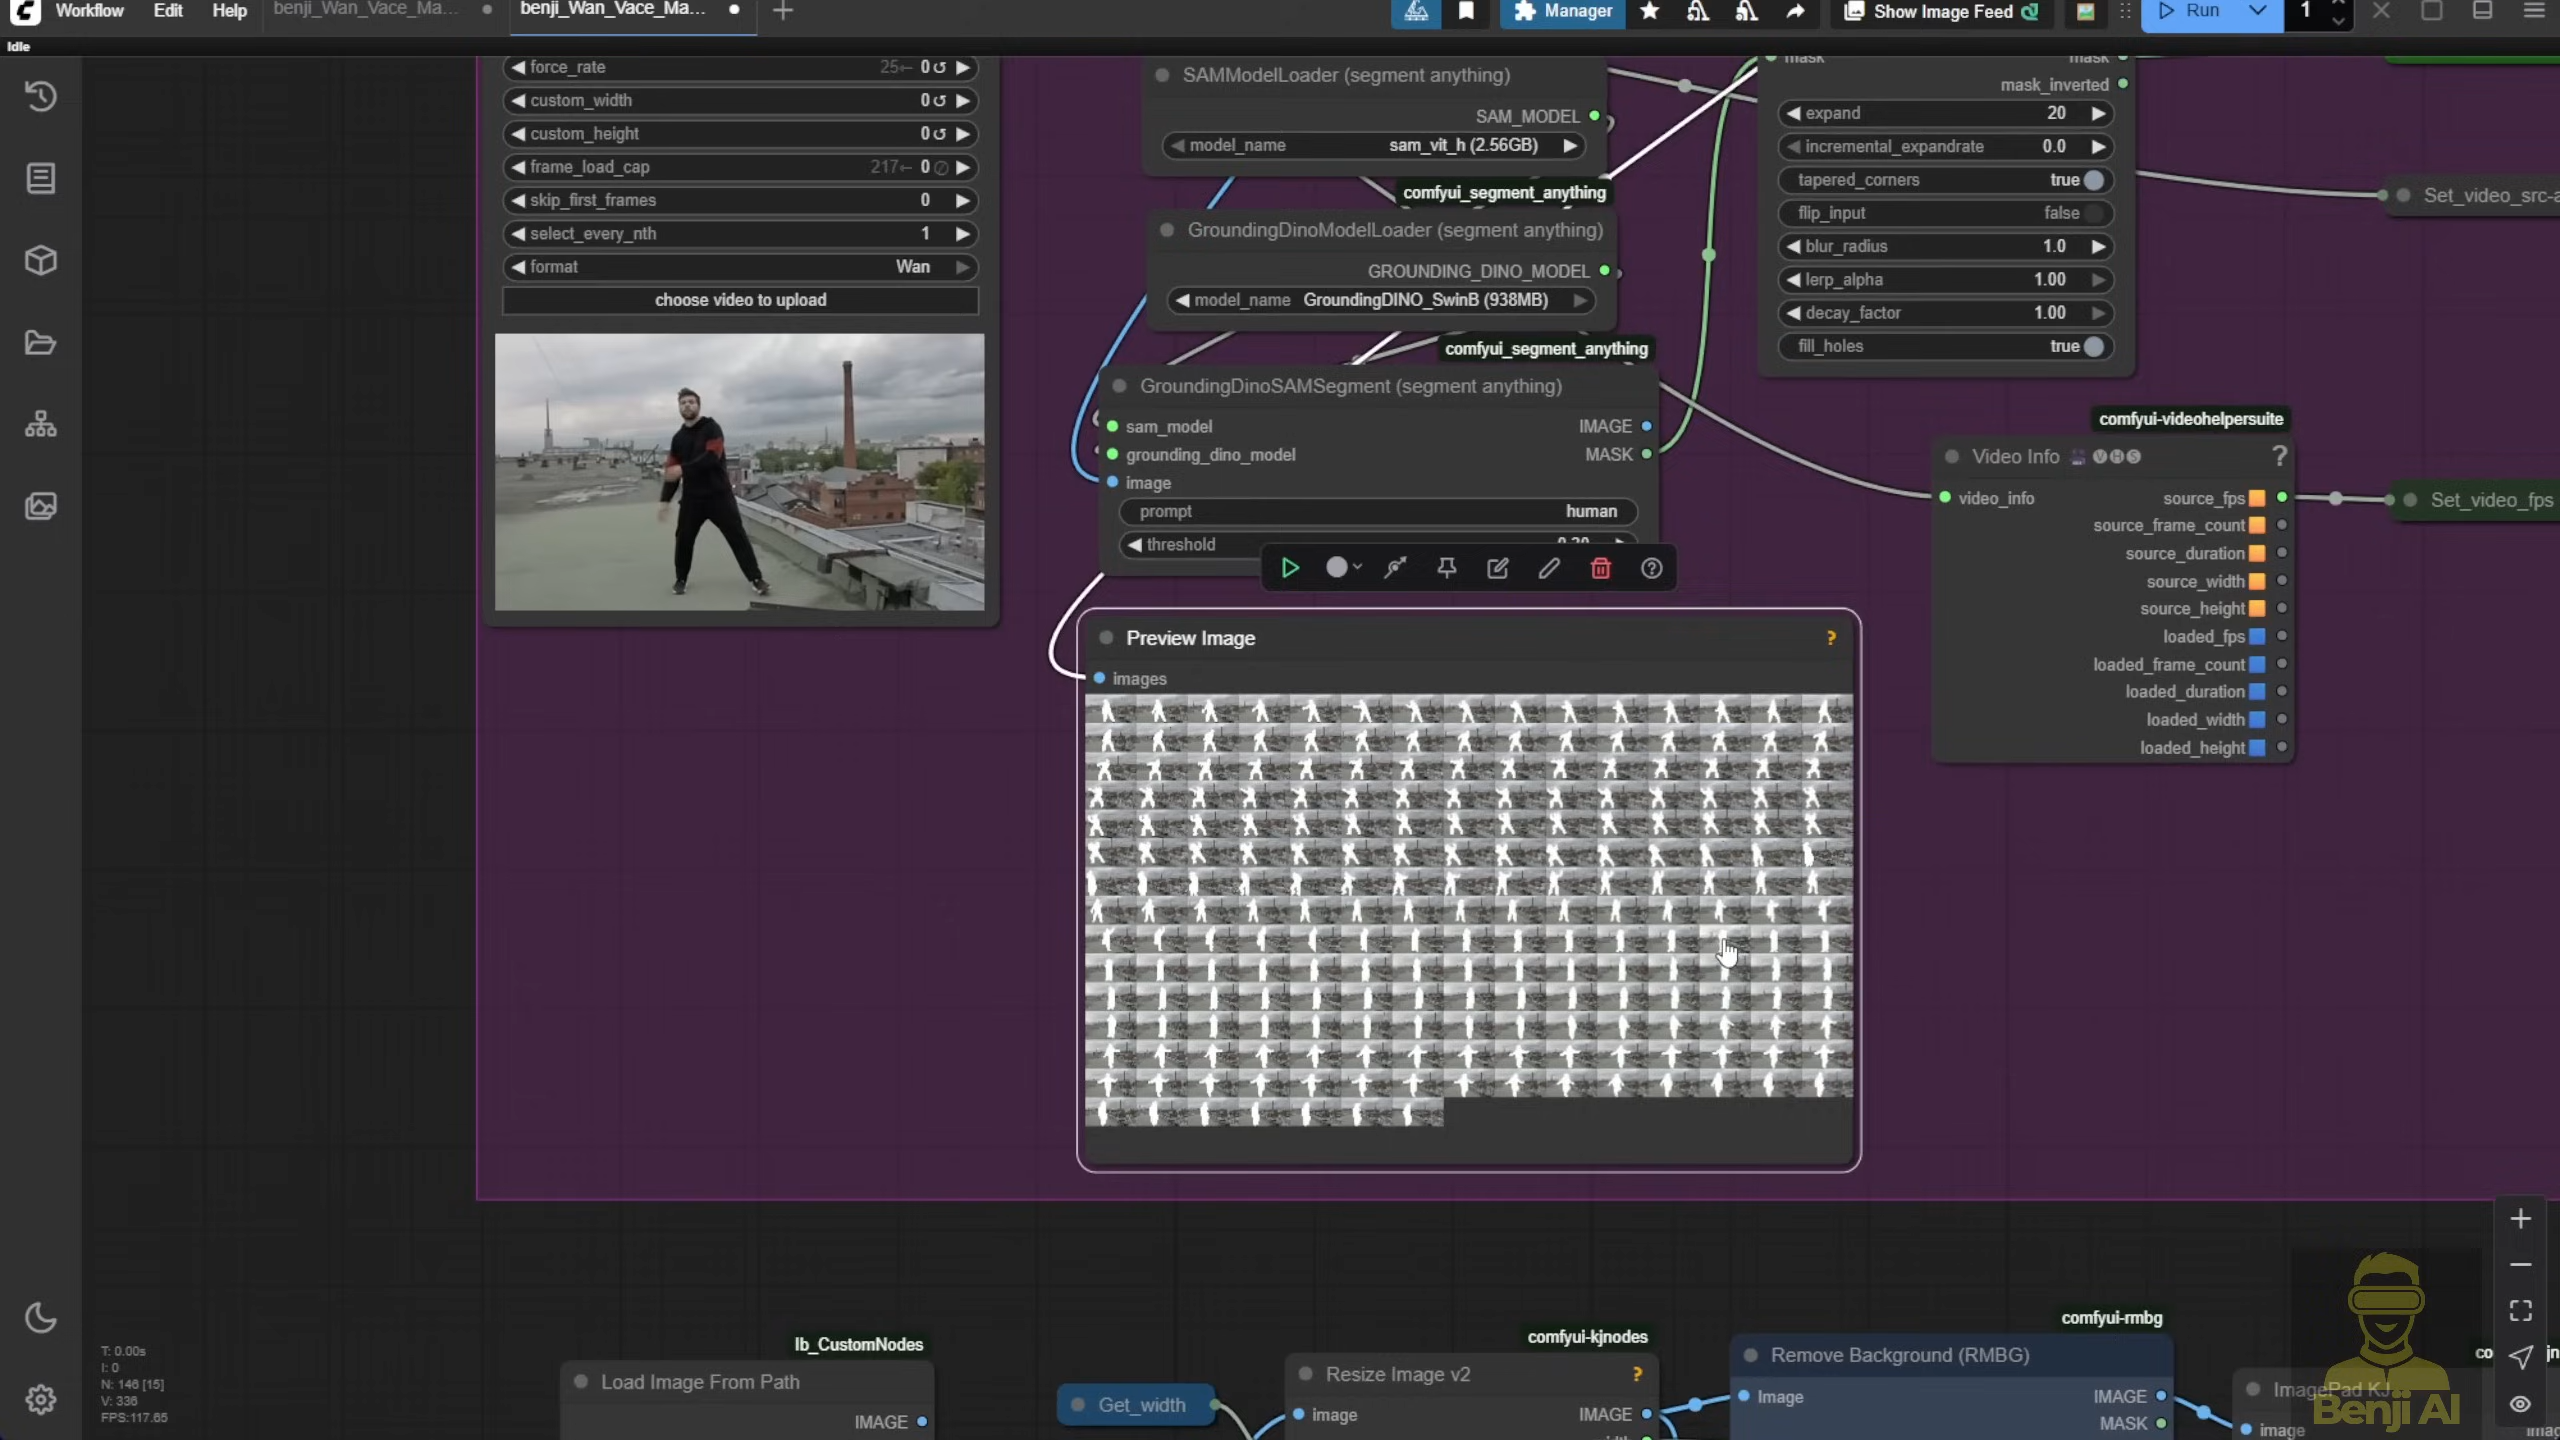 Workflow Edit Help benji_Wan_Vace_Ma... benji_Wan_Vace_Ma... Manager Show Image Feed Run 1
Idle
force_rate 25← 0
custom_width 0
custom_height 0
frame_load_cap 217← 0
skip_first_frames 0
select_every_nth 1
format Wan
choose video to upload
SAMModelLoader (segment anything)
SAM_MODEL
model_name sam_vit_h (2.56GB)
comfyui_segment_anything
GroundingDinoModelLoader (segment anything)
GROUNDING_DINO_MODEL
model_name GroundingDINO_SwinB (938MB)
comfyui_segment_anything
GroundingDinoSAMSegment (segment anything)
sam_model IMAGE
grounding_dino_model MASK
image
prompt human
threshold 0.30
Preview Image ?
images
mask mask
mask_inverted
expand 20
incremental_expandrate 0.0
tapered_corners true
flip_input false
blur_radius 1.0
lerp_alpha 1.00
decay_factor 1.00
fill_holes true
Set_video_src-a
comfyui-videohelpersuite
Video Info VHS ?
video_info source_fps
source_frame_count
source_duration
source_width
source_height
loaded_fps
loaded_frame_count
loaded_duration
loaded_width
loaded_height
Set_video_fps
lb_CustomNodes
Load Image From Path
IMAGE
Get_width
comfyui-kjnodes
Resize Image v2 ?
image IMAGE
comfyui-rmbg
Remove Background (RMBG)
Image IMAGE
MASK
ImagePad KJ
image
Benji AI
T: 0.00s
I: 0
N: 146 [15]
V: 336
FPS:117.65